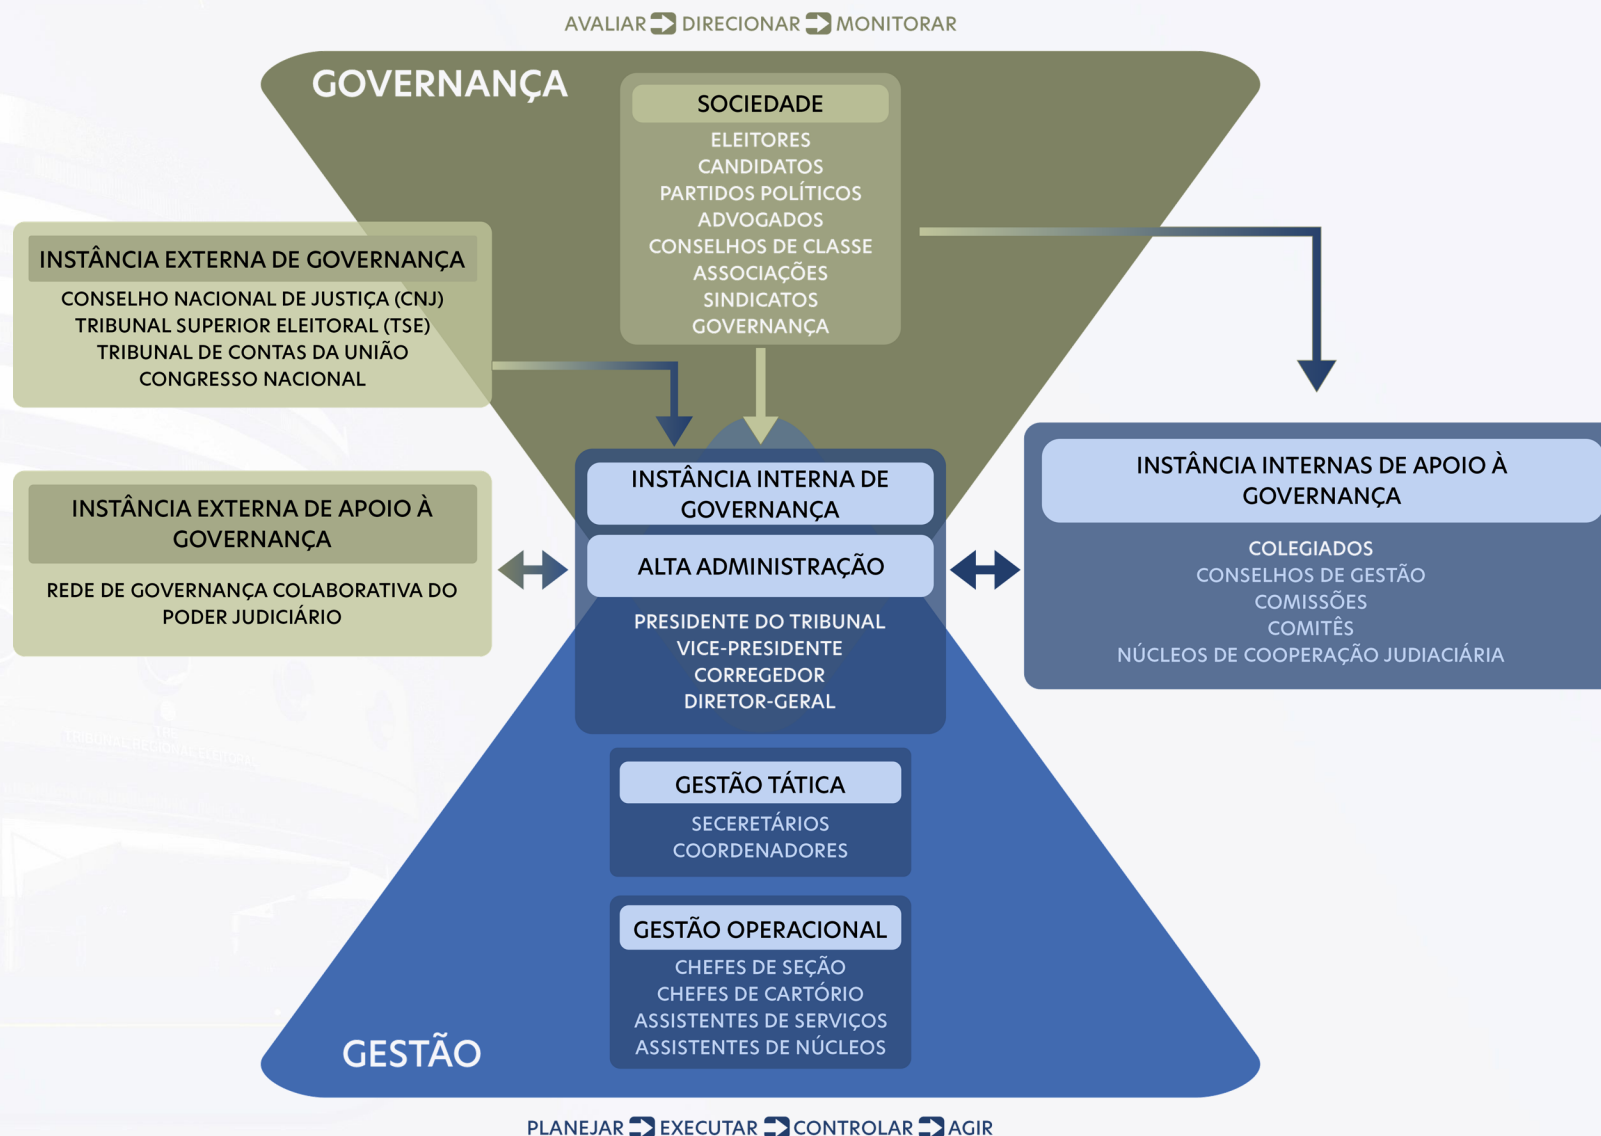 AVALIAR DIRECIONAR MONITORAR
GOVERNANÇA
SOCIEDADE
ELEITORES
CANDIDATOS
PARTIDOS POLÍTICOS
ADVOGADOS
CONSELHOS DE CLASSE
ASSOCIAÇÕES
SINDICATOS
GOVERNANÇA
INSTÂNCIA EXTERNA DE GOVERNANÇA
CONSELHO NACIONAL DE JUSTIÇA (CNJ)
TRIBUNAL SUPERIOR ELEITORAL (TSE)
TRIBUNAL DE CONTAS DA UNIÃO
CONGRESSO NACIONAL
INSTÂNCIA EXTERNA DE APOIO À
GOVERNANÇA
REDE DE GOVERNANÇA COLABORATIVA DO
PODER JUDICIÁRIO
INSTÂNCIA INTERNA DE
GOVERNANÇA
ALTA ADMINISTRAÇÃO
PRESIDENTE DO TRIBUNAL
VICE-PRESIDENTE
CORREGEDOR
DIRETOR-GERAL
INSTÂNCIA INTERNAS DE APOIO À
GOVERNANÇA
COLEGIADOS
CONSELHOS DE GESTÃO
COMISSÕES
COMITÊS
NÚCLEOS DE COOPERAÇÃO JUDIACIÁRIA
GESTÃO TÁTICA
SECERETÁRIOS
COORDENADORES
GESTÃO OPERACIONAL
CHEFES DE SEÇÃO
CHEFES DE CARTÓRIO
ASSISTENTES DE SERVIÇOS
ASSISTENTES DE NÚCLEOS
GESTÃO
PLANEJAR EXECUTAR CONTROLAR AGIR
TRE
TRIBUNAL REGIONAL ELEITORAL